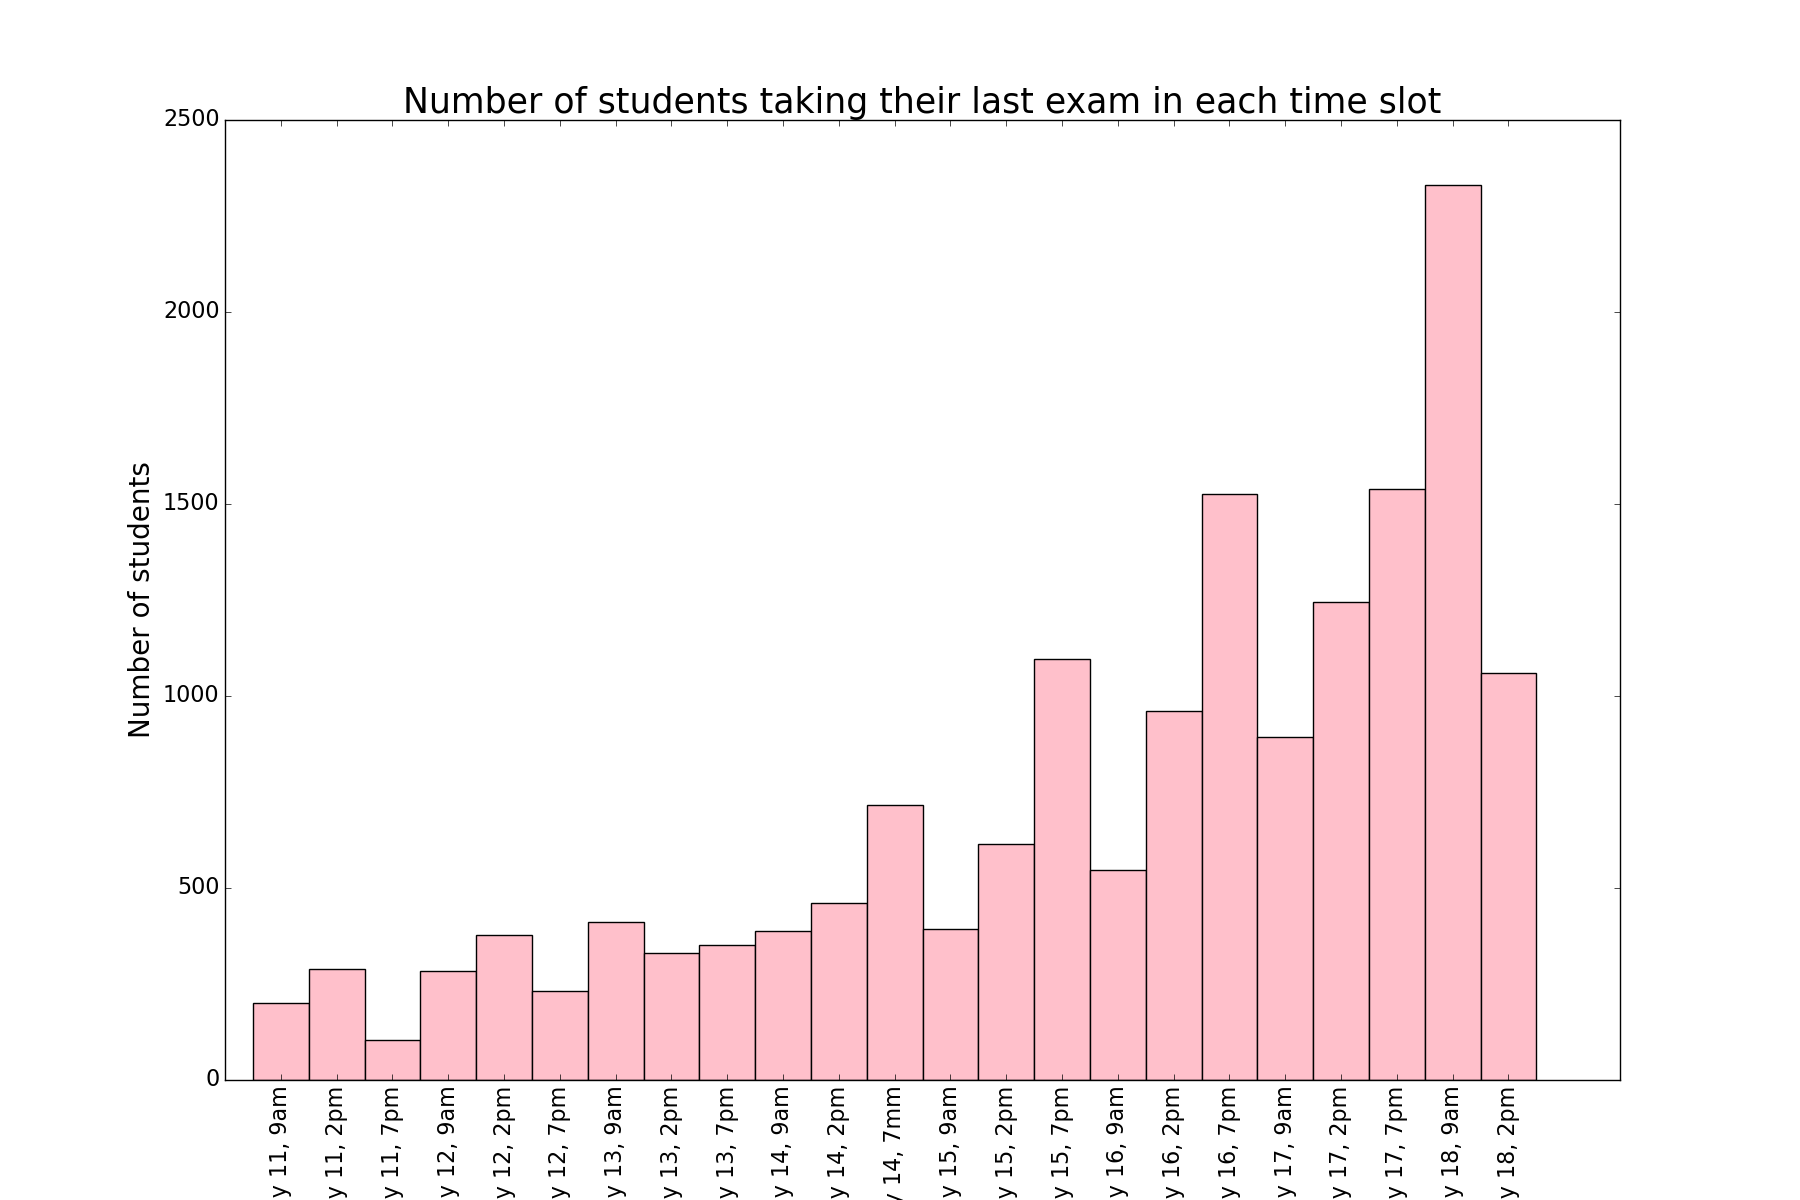 Number of students taking their last exam in each time slot
2500
2000
1500
1000
500
0
Number of students
y 11, 9am
y 11, 2pm
y 11, 7pm
y 12, 9am
y 12, 2pm
y 12, 7pm
y 13, 9am
y 13, 2pm
y 13, 7pm
y 14, 9am
y 14, 2pm
y 14, 7mm
y 15, 9am
y 15, 2pm
y 15, 7pm
y 16, 9am
y 16, 2pm
y 16, 7pm
y 17, 9am
y 17, 2pm
y 17, 7pm
y 18, 9am
y 18, 2pm